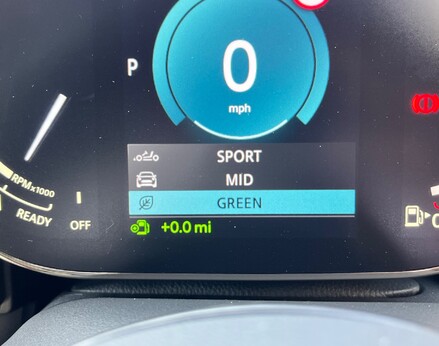 P
0
mph
SPORT
MID
GREEN
+0.0 mi
RPM x1000
READY
OFF